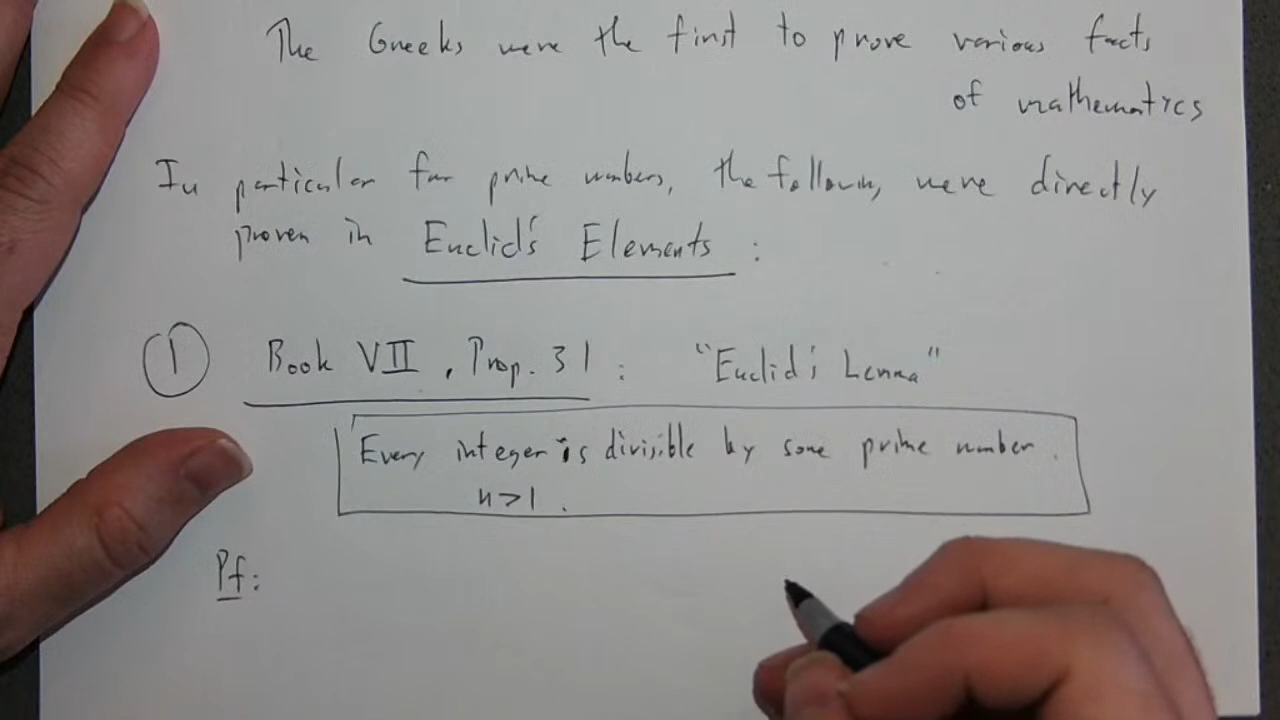 The Greeks were the first to prove various facts
of mathematics
In particular for prime numbers, the following were directly
proven in Euclid's Elements :
① Book VII, Prop. 31 : "Euclid's Lemma"
Every integer is divisible by some prime number.
n>1.
Pf: